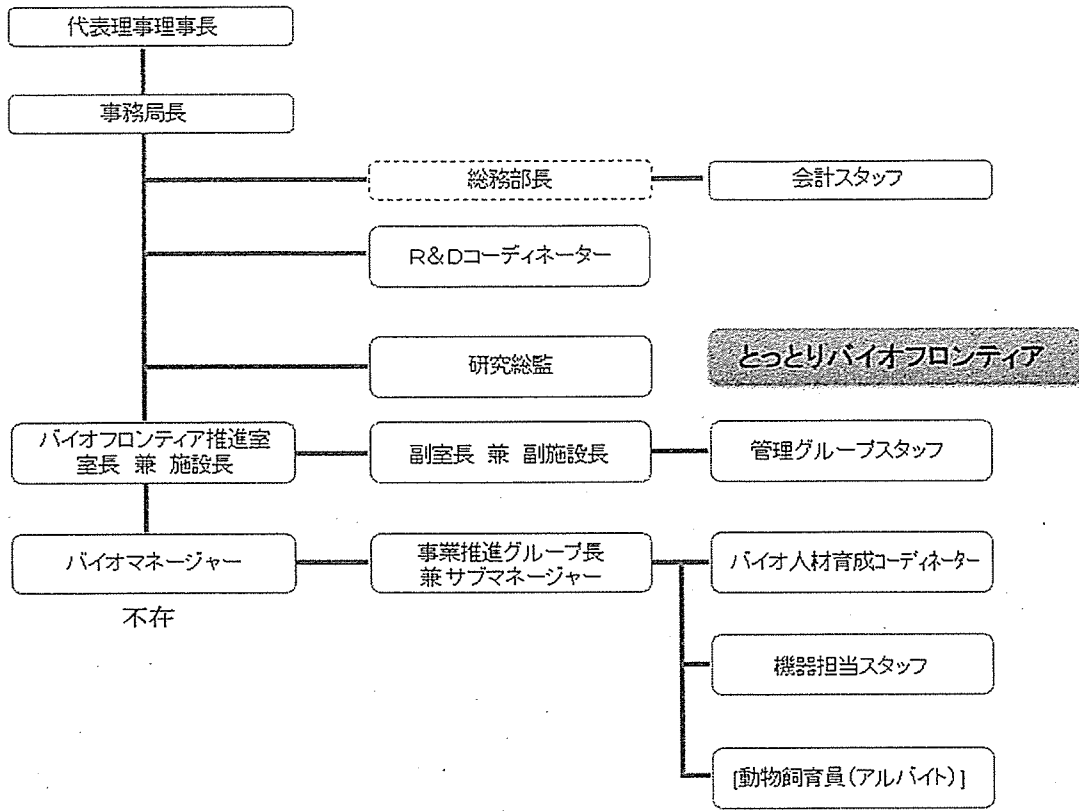 代表理事理事長
事務局長
総務部長
会計スタッフ
R&Dコーディネーター
研究総監
とっとりバイオフロンティア
バイオフロンティア推進室
室長 兼 施設長
副室長 兼 副施設長
管理グループスタッフ
バイオマネージャー
事業推進グループ長
兼サブマネージャー
バイオ人材育成コーディネーター
不在
機器担当スタッフ
[動物飼育員(アルバイト)]